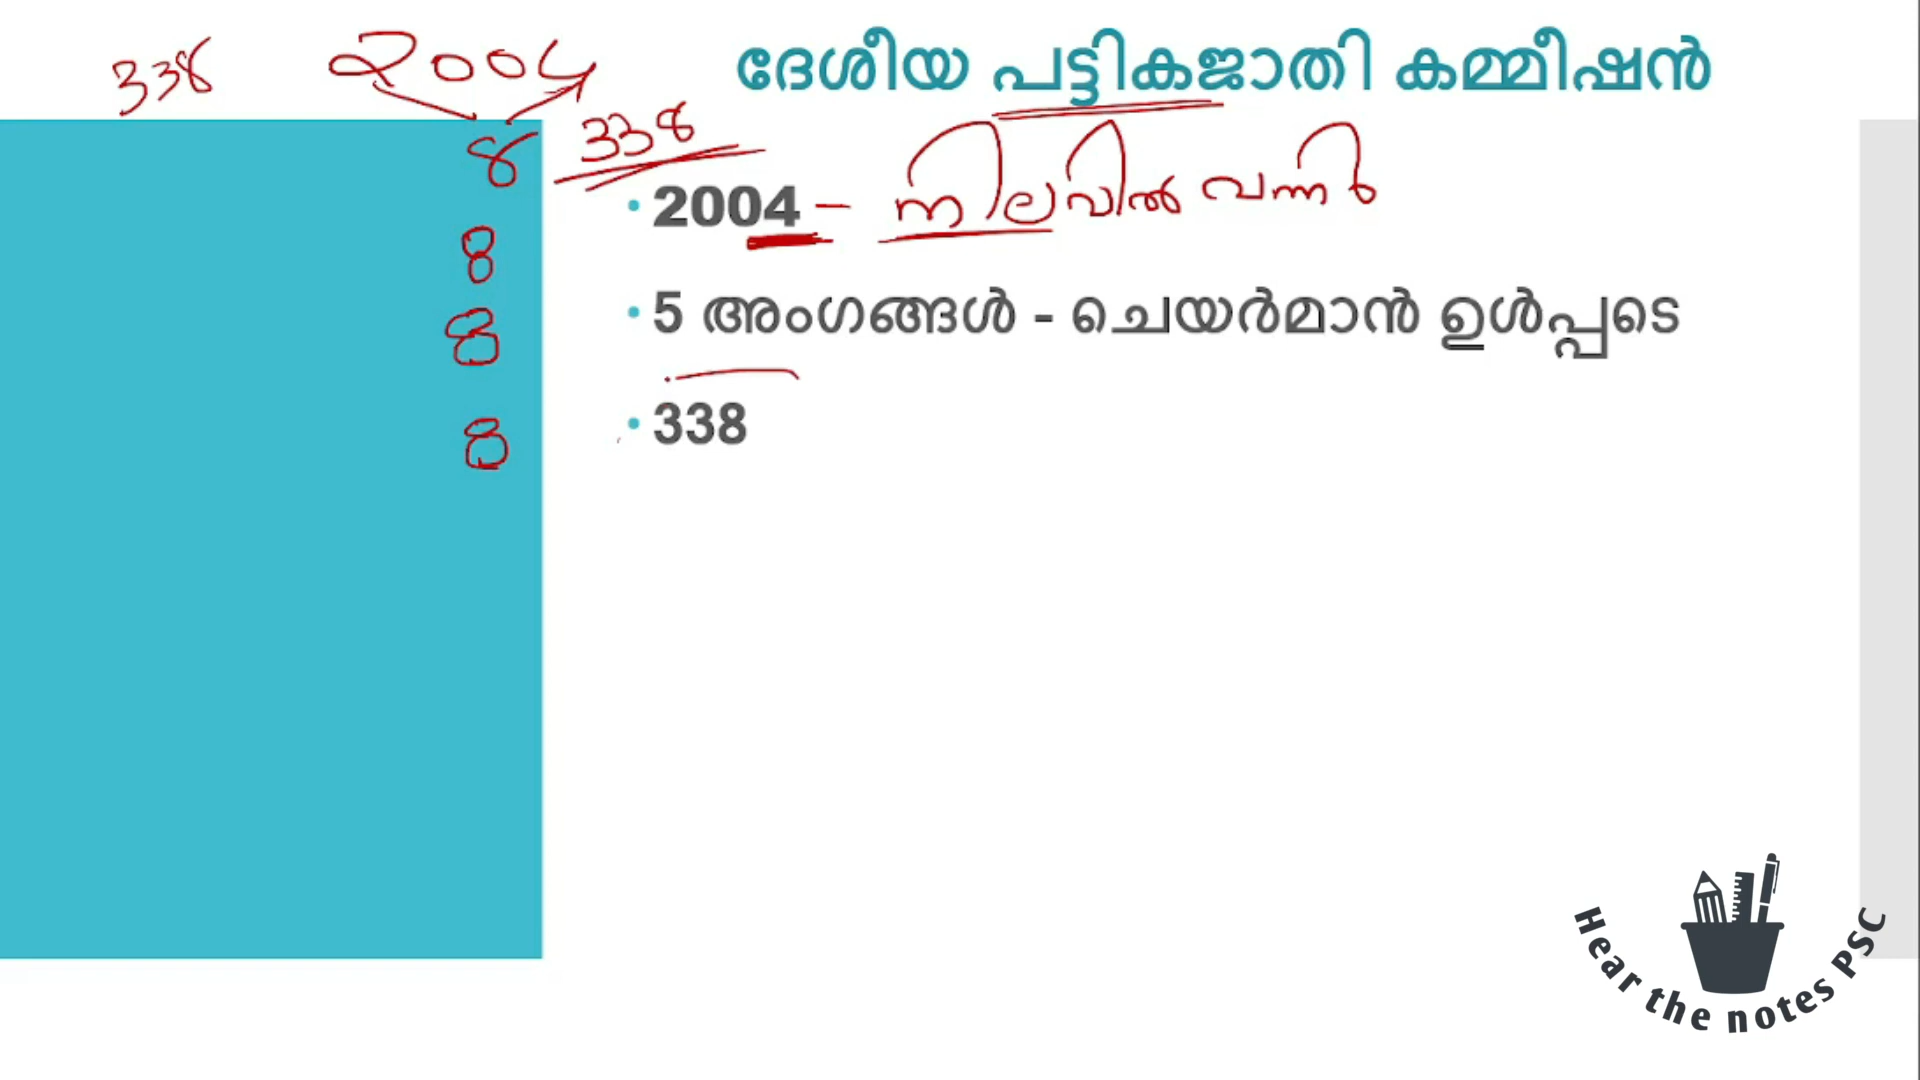 338 2004 ദേശീയ പട്ടികജാതി കമ്മീഷൻ
8 338
• 2004 – നിലവിൽ വന്നു
8
• 5 അംഗങ്ങൾ - ചെയർമാൻ ഉൾപ്പടെ
8
• 338
8
Hear the notes PSC